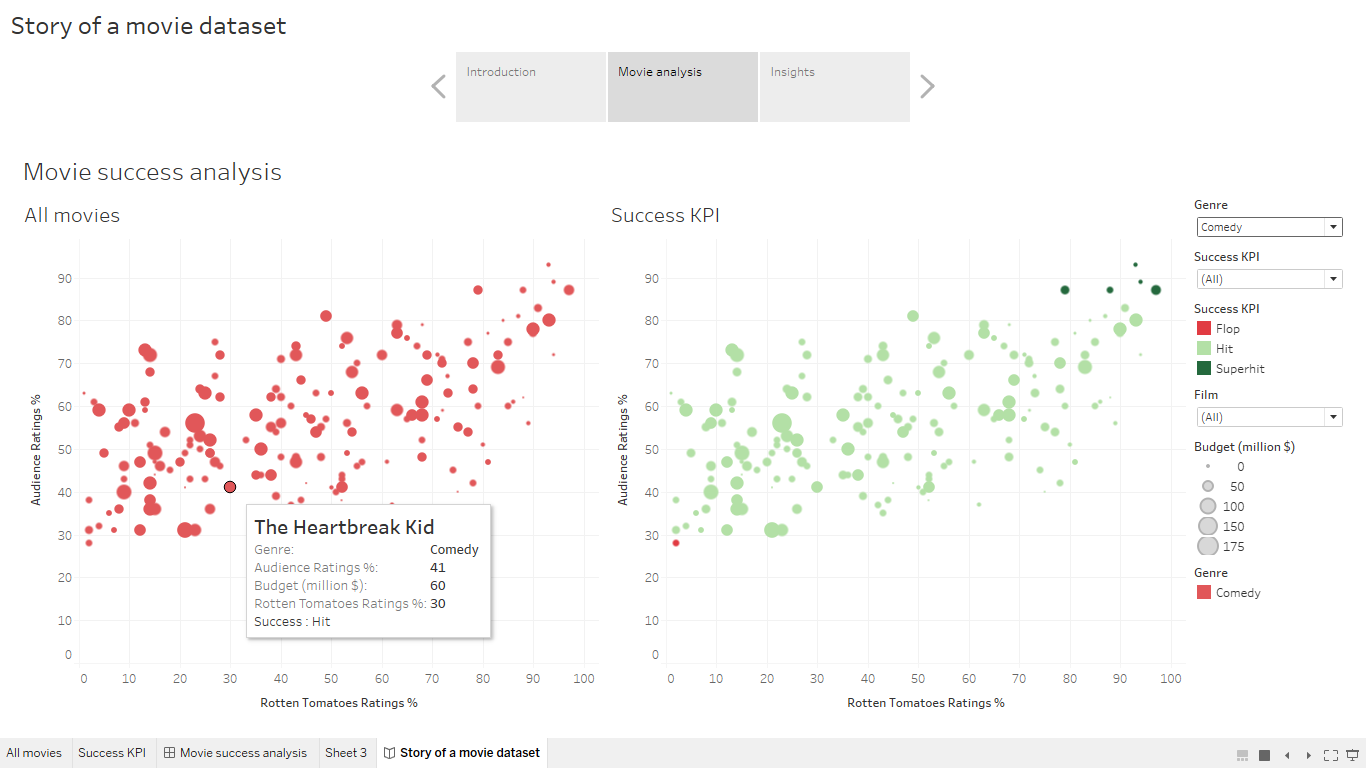 Story of a movie dataset
Introduction
Movie analysis
Insights
Movie success analysis
All movies
Audience Ratings %
90
80
70
60
50
40
30
20
10
0
0 10 20 30 40 50 60 70 80 90 100
Rotten Tomatoes Ratings %
The Heartbreak Kid
Genre: Comedy
Audience Ratings %: 41
Budget (million $): 60
Rotten Tomatoes Ratings %: 30
Success : Hit
Success KPI
Audience Ratings %
90
80
70
60
50
40
30
20
10
0
0 10 20 30 40 50 60 70 80 90 100
Rotten Tomatoes Ratings %
Genre
Comedy
Success KPI
(All)
Success KPI
Flop
Hit
Superhit
Film
(All)
Budget (million $)
0
50
100
150
175
Genre
Comedy
All movies
Success KPI
Movie success analysis
Sheet 3
Story of a movie dataset